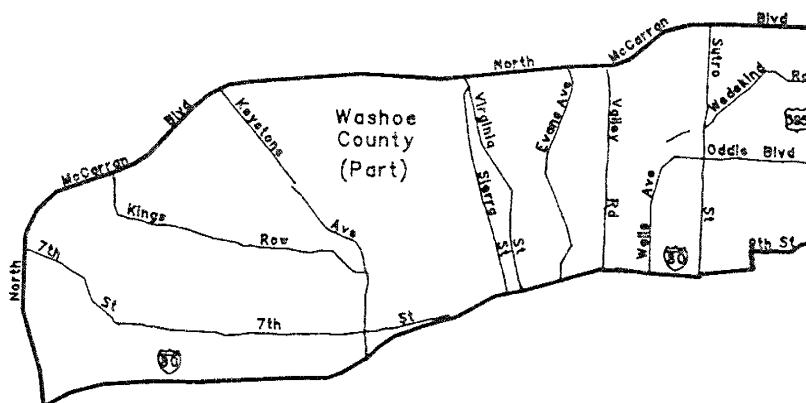 McCarran
Blvd
North
Sutro
Wedekind
Rd
395
Oddie Blvd
Keystone
Virginia
Evans Ave
Valley
Washoe
County
(Part)
Blvd
McCarran
Sierra
Ave
Kings
Row
Ave
Rd
Wells
St
St
St
9th St
80
7th
North
St
7th
St
80